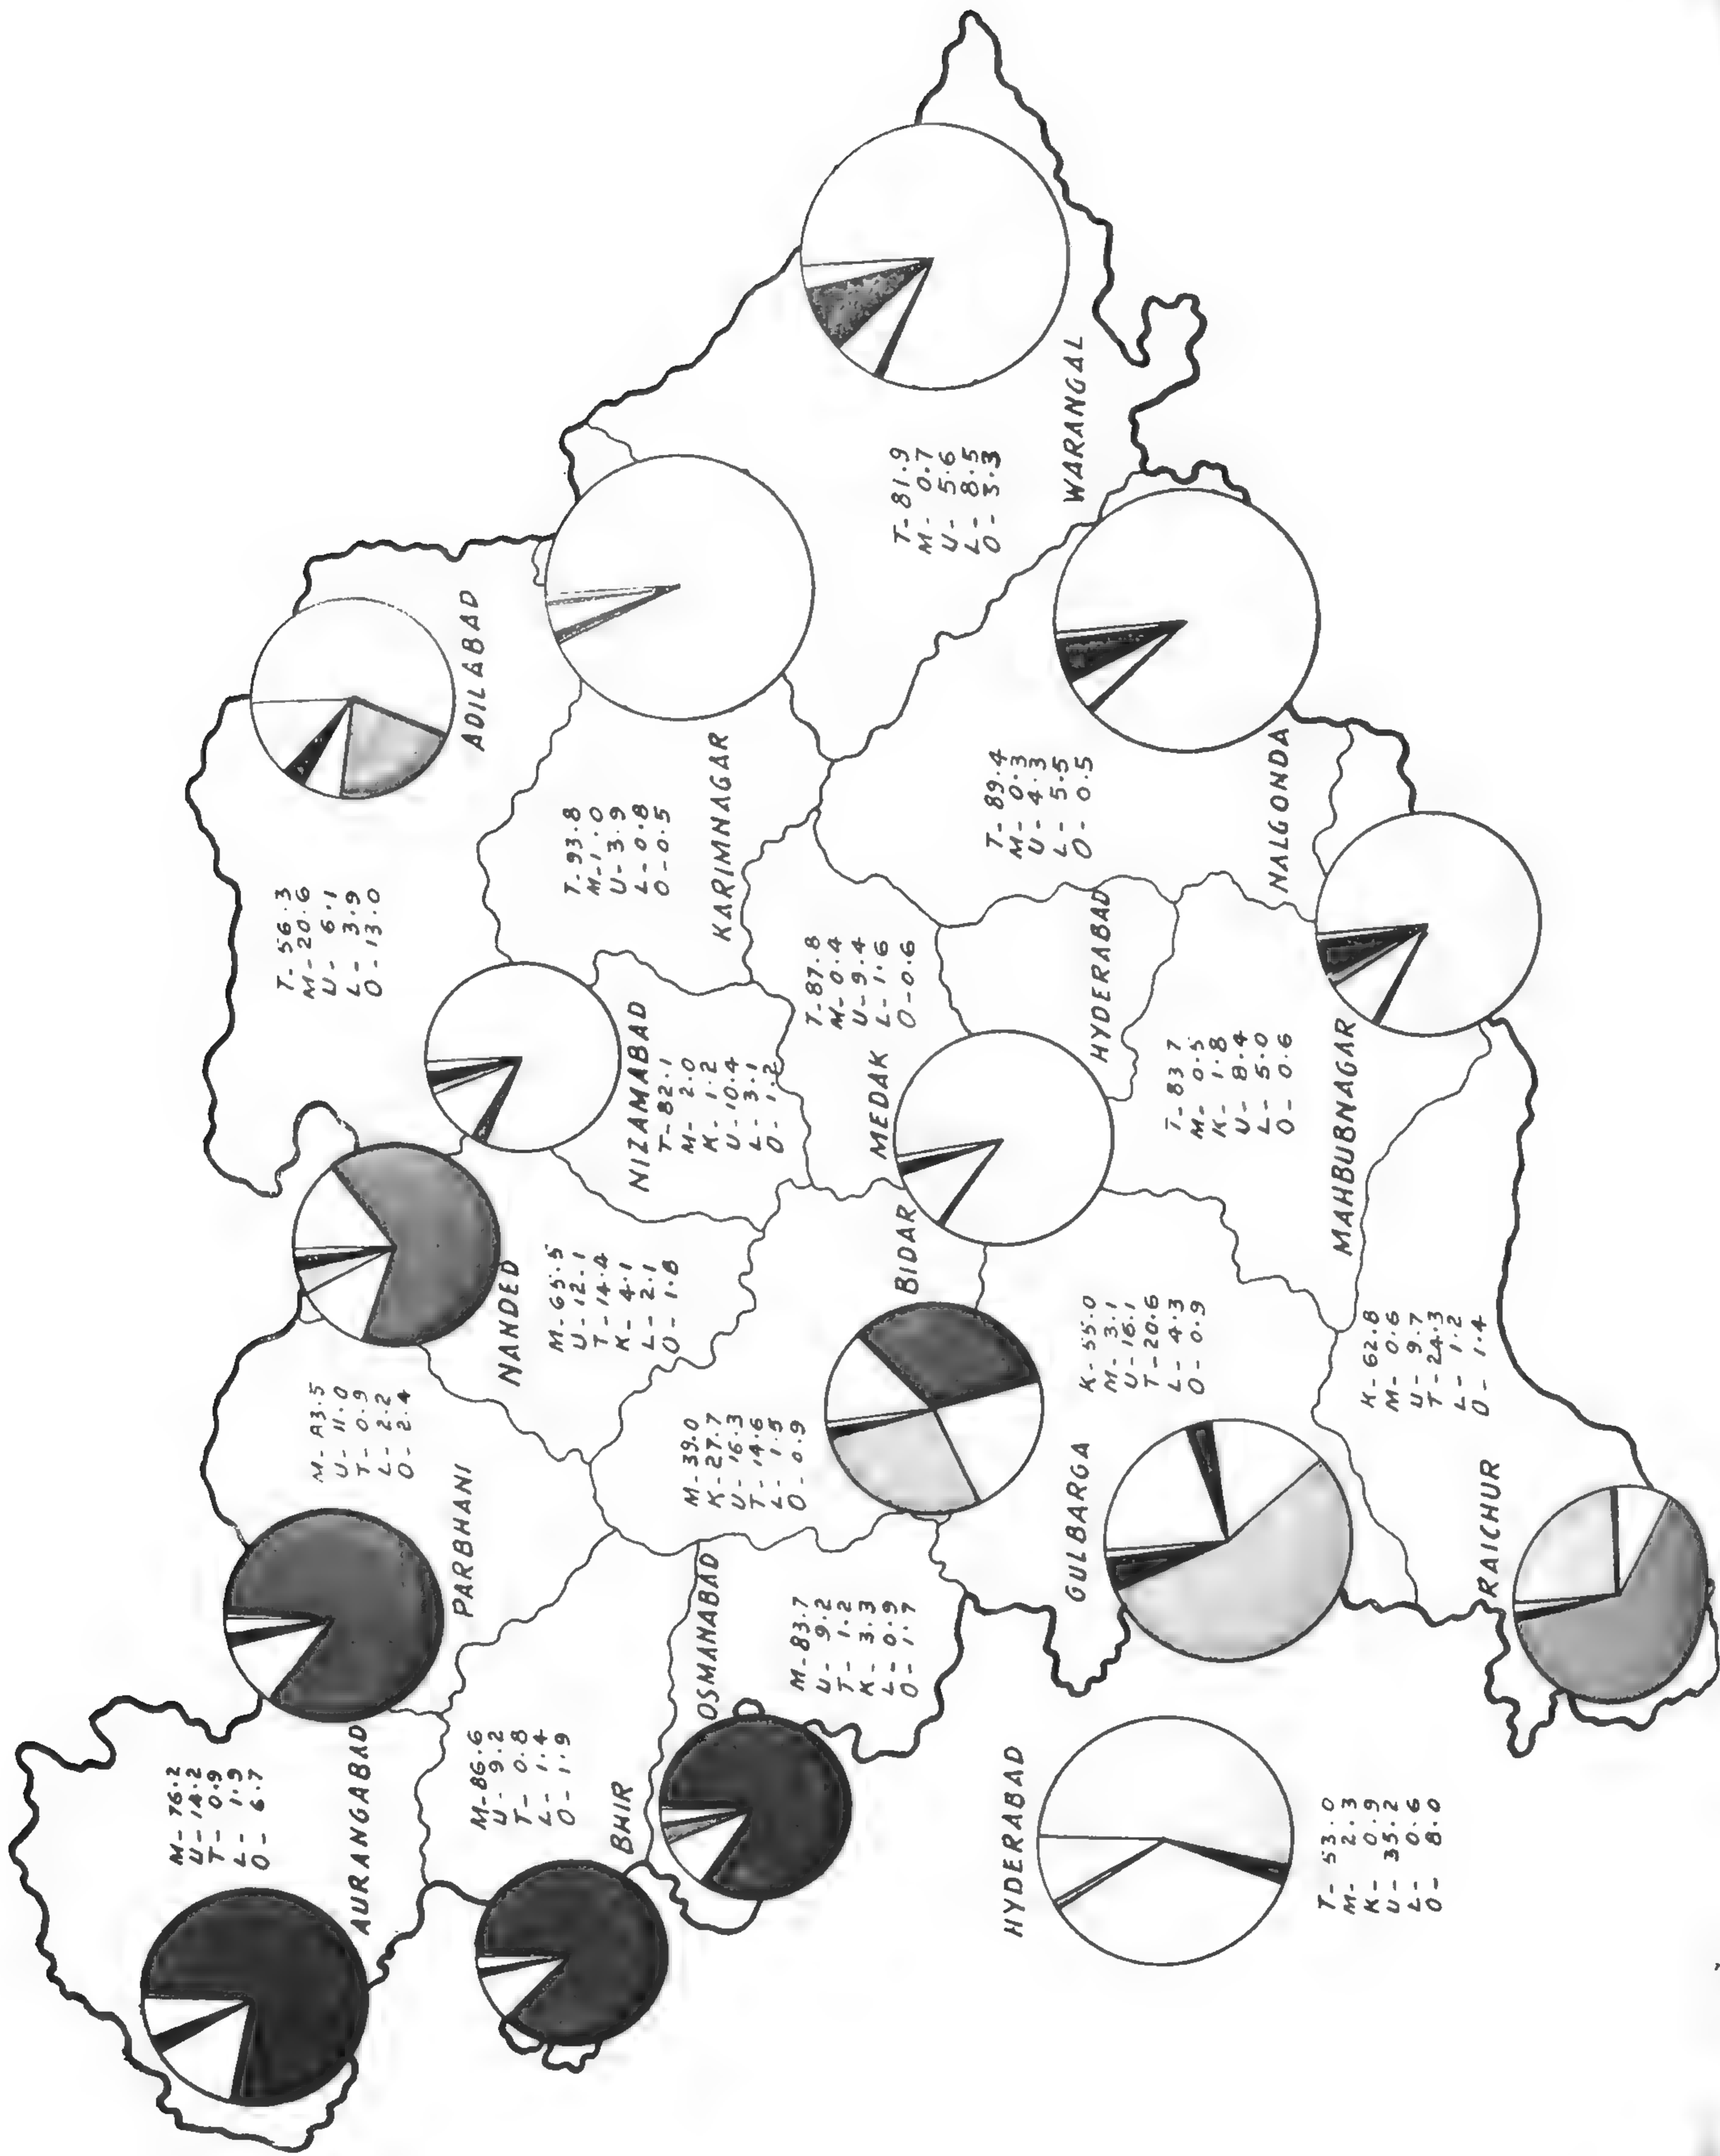 AURANGABAD
M-76.2
U-14.2
T-0.9
L-1.9
O-6.7
PARBHANI
M-83.5
U-11.0
T-0.9
L-2.2
O-2.4
NANDED
M-65.5
U-12.1
T-14.4
K-4.1
L-2.1
O-1.8
ADILABAD
T-56.3
M-20.6
U-6.1
L-3.9
O-13.0
BHIR
M-86.6
U-9.2
T-0.8
L-1.4
O-1.9
NIZAMABAD
T-82.1
M-2.0
K-1.2
U-10.4
L-3.1
O-1.2
KARIMNAGAR
T-93.8
M-1.0
U-3.9
L-0.8
O-0.5
OSMANABAD
M-83.7
U-9.2
T-1.2
K-3.3
L-0.9
O-1.7
BIDAR
M-39.0
K-27.7
U-16.3
T-14.6
L-1.5
O-0.9
MEDAK
T-87.8
M-0.4
U-9.4
L-1.6
O-0.6
WARANGAL
T-81.9
M-0.7
U-5.6
L-8.5
O-3.3
HYDERABAD
T-53.0
M-2.3
K-0.9
U-35.2
L-0.6
O-8.0
GULBARGA
K-55.0
M-3.1
U-16.1
T-20.6
L-4.3
O-0.9
HYDERABAD
NALGONDA
T-89.4
M-0.3
U-4.3
L-5.5
O-0.5
MAHBUBNAGAR
T-83.7
M-0.5
K-1.8
U-8.4
L-5.0
O-0.6
RAICHUR
K-62.8
M-0.6
U-9.7
T-24.3
L-1.2
O-1.4